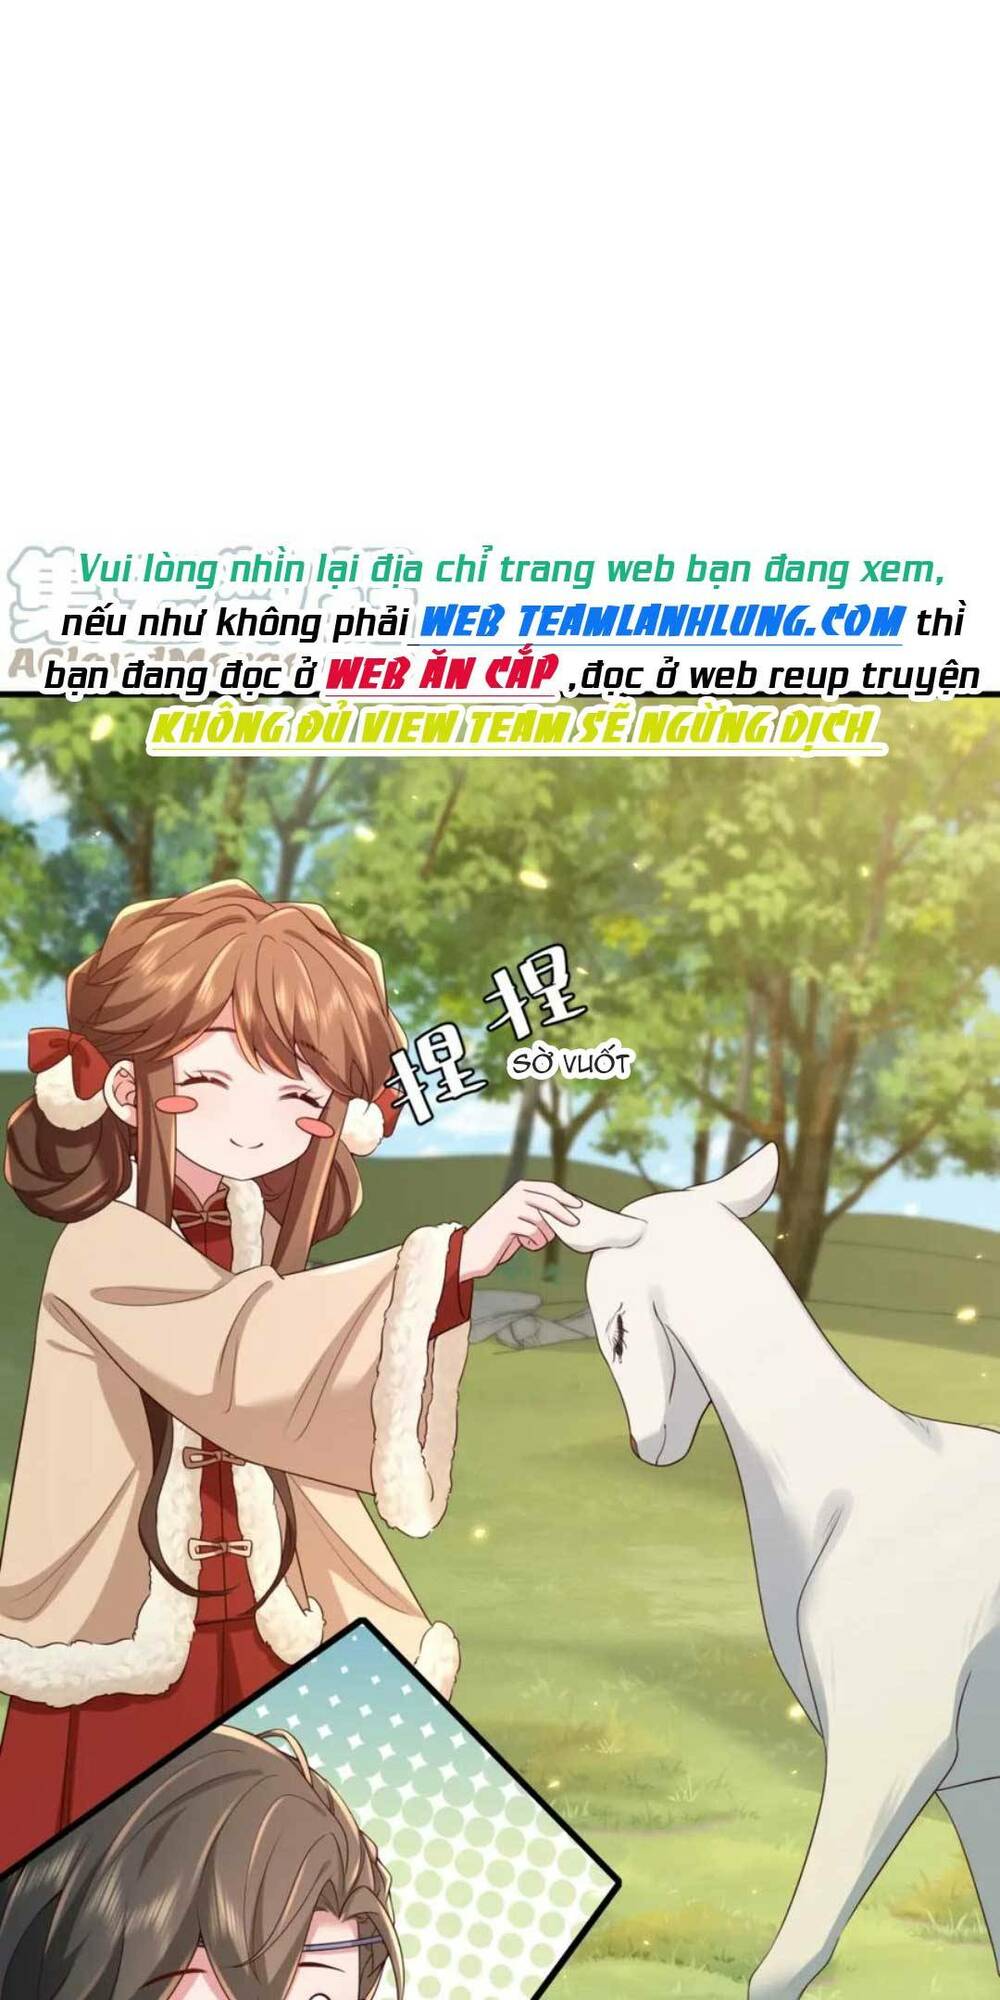 Vui lòng nhìn lại địa chỉ trang web bạn đang xem,
nếu như không phải WEB TEAMLANHLUNG.COM thì
bạn đang đọc ở WEB ĂN CẮP ,đọc ở web reup truyện
KHÔNG ĐỦ VIEW TEAM SẼ NGỪNG DỊCH
捏捏
SỜ VUỐT